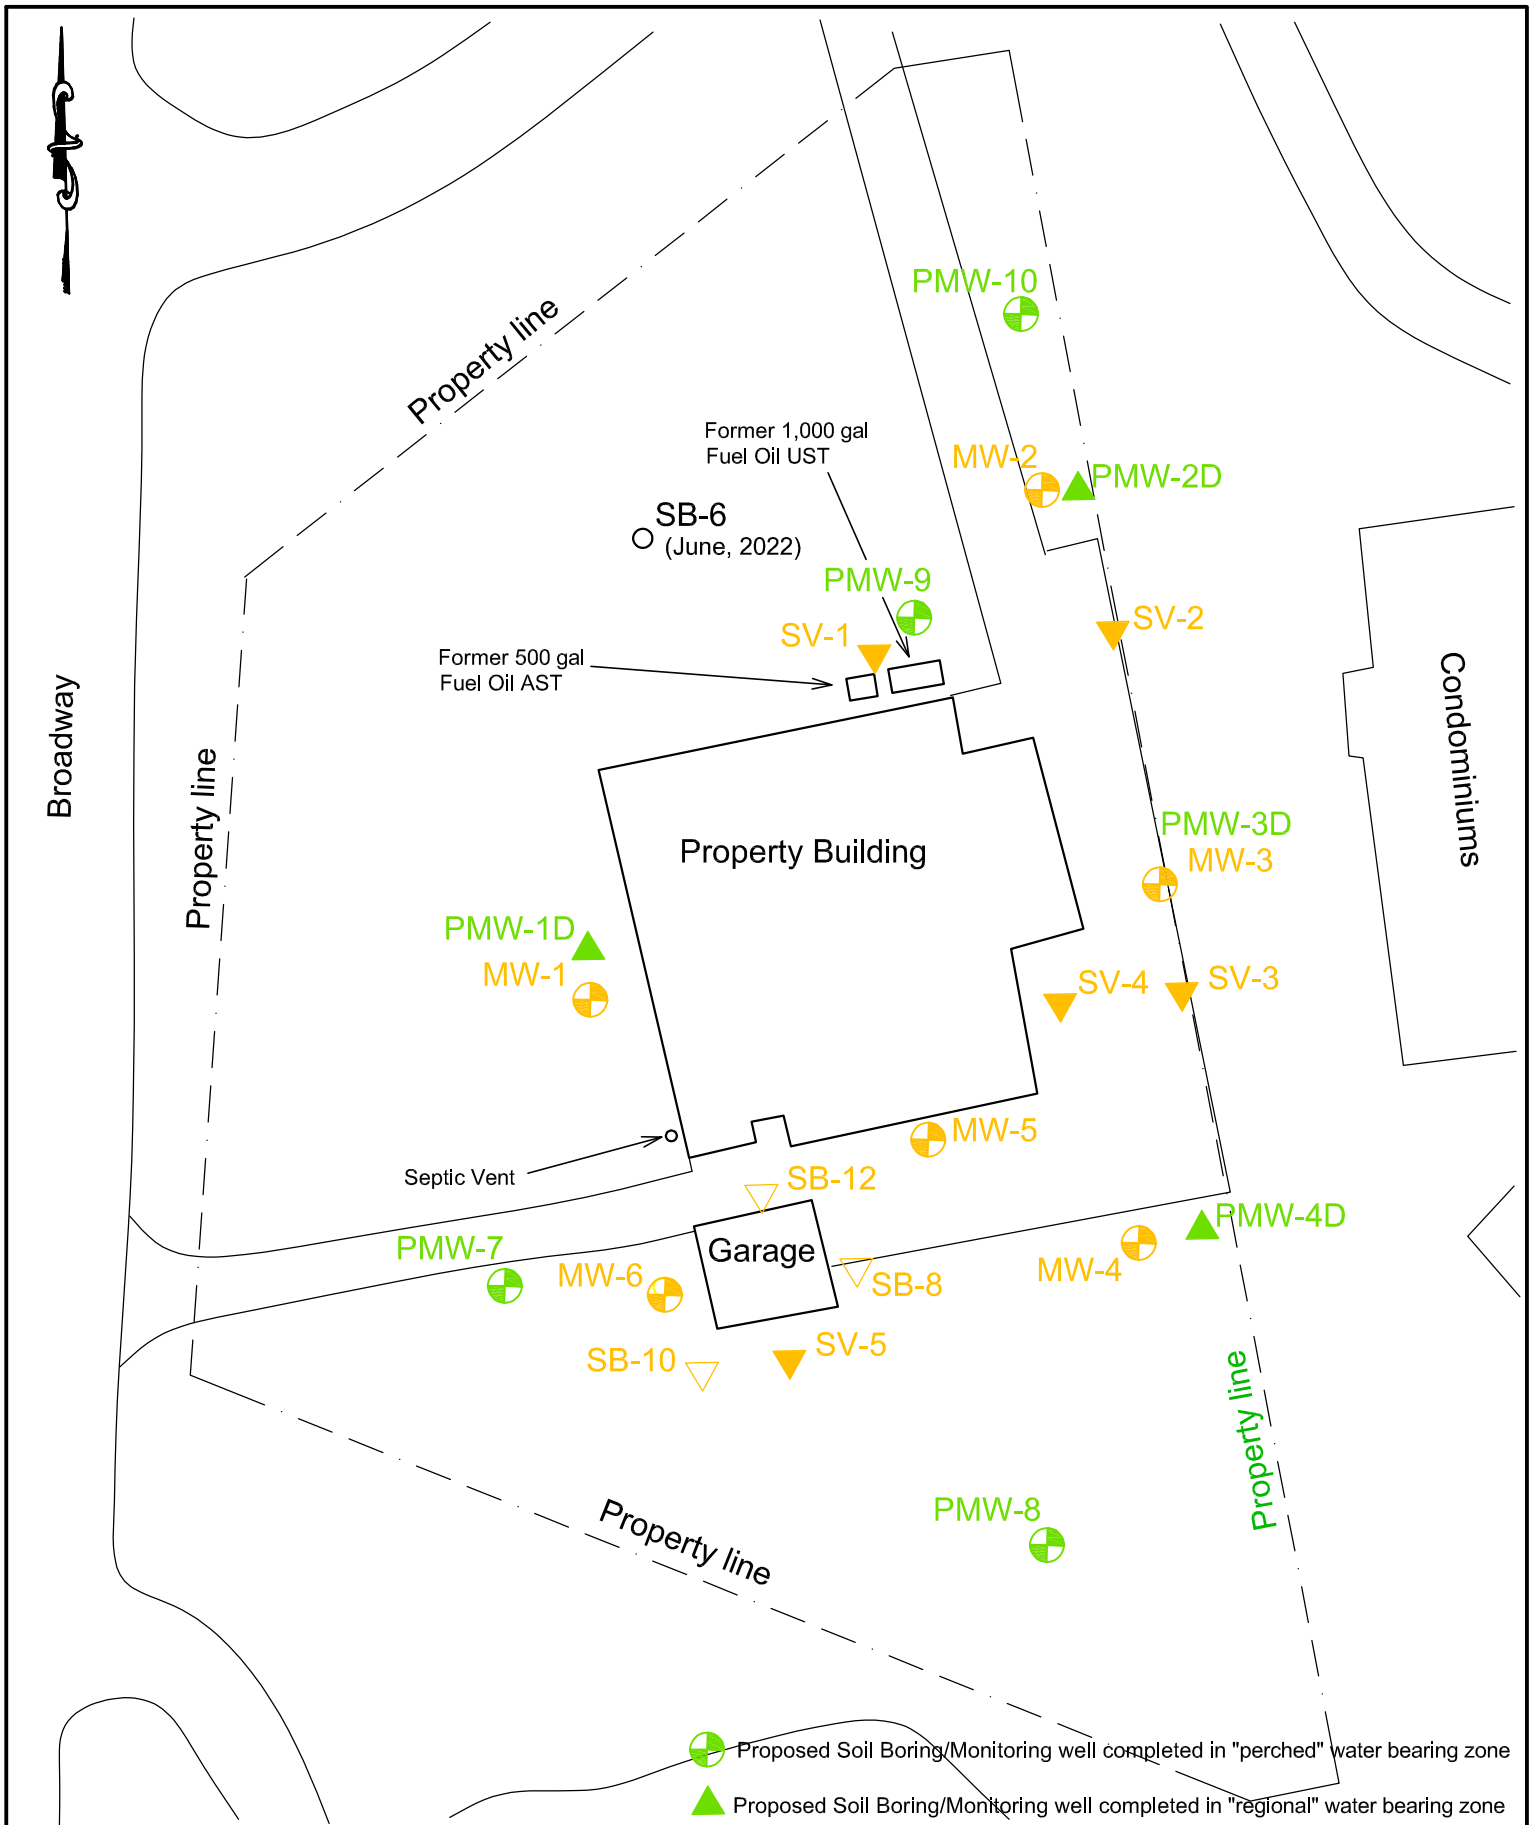 PMW-10
Property line
Former 1,000 gal
Fuel Oil UST
MW-2
PMW-2D
SB-6
(June, 2022)
PMW-9
SV-2
SV-1
Former 500 gal
Fuel Oil AST
Condominiums
Broadway
Property line
PMW-3D
Property Building
MW-3
PMW-1D
MW-1
SV-4
SV-3
MW-5
Septic Vent
SB-12
PMW-4D
PMW-7
Garage
MW-6
MW-4
SB-8
SV-5
SB-10
Property line
PMW-8
Property line
Proposed Soil Boring/Monitoring well completed in "perched" water bearing zone
Proposed Soil Boring/Monitoring well completed in "regional" water bearing zone